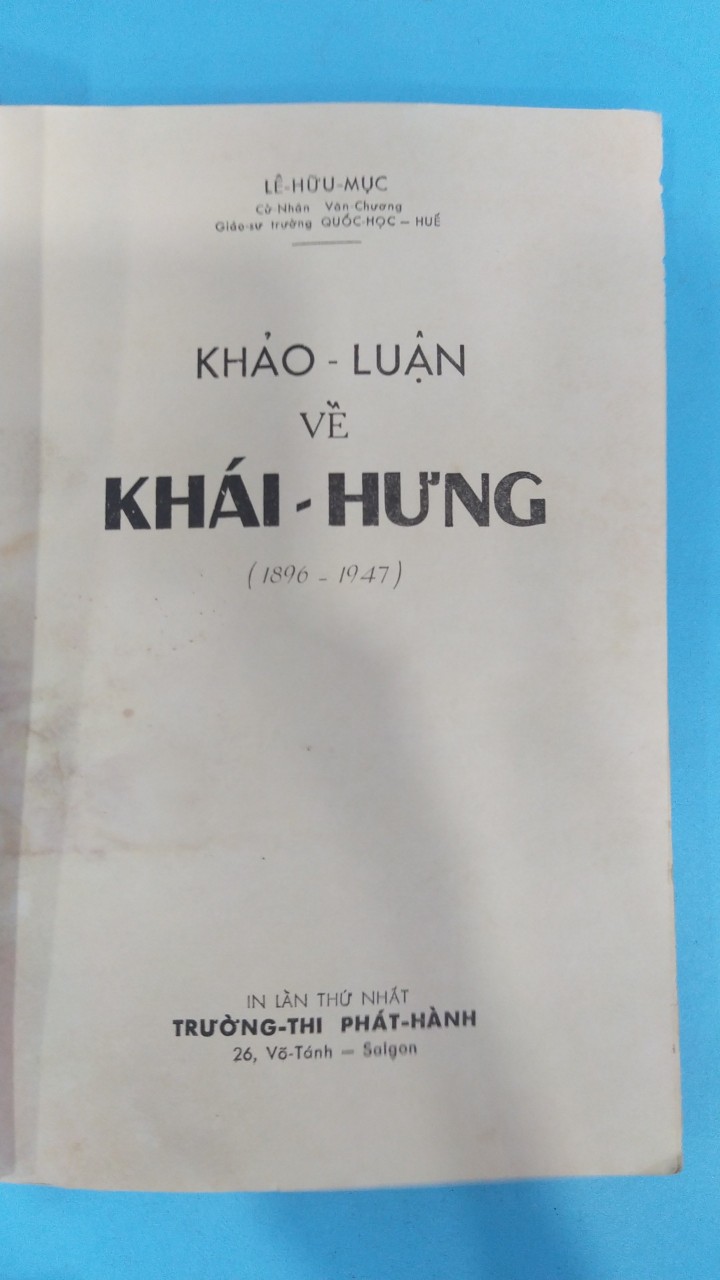 LÊ-HỮU-MỤC
Cử-Nhân Văn-Chương
Giáo-sư trường QUỐC-HỌC — HUẾ
KHẢO - LUẬN
VỀ
KHÁI - HƯNG
(1896 - 1947)
IN LẦN THỨ NHẤT
TRƯỜNG-THI PHÁT-HÀNH
26, Võ-Tánh — Saigon